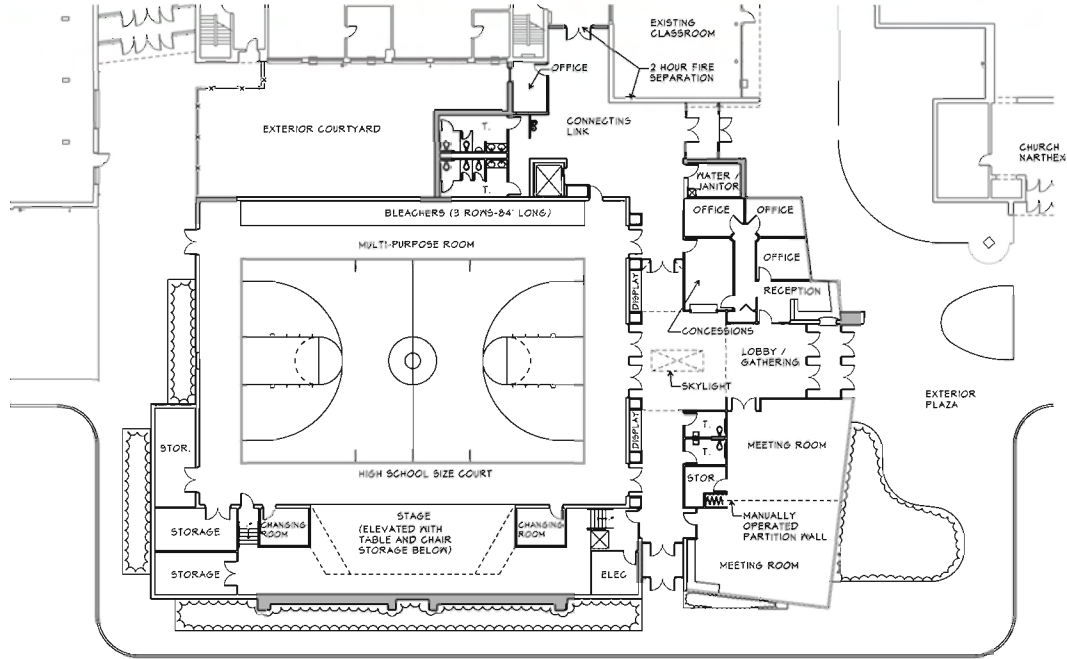 EXISTING
CLASSROOM
OFFICE
2 HOUR FIRE
SEPARATION
EXTERIOR COURTYARD
T.
CONNECTING
LINK
CHURCH
NARTHEX
T.
WATER /
JANITOR
BLEACHERS (3 ROWS-84' LONG)
OFFICE
OFFICE
MULTI-PURPOSE ROOM
OFFICE
DISPLAY
RECEPTION
CONCESSIONS
LOBBY /
GATHERING
SKYLIGHT
EXTERIOR
PLAZA
DISPLAY
T.
STOR.
MEETING ROOM
T.
HIGH SCHOOL SIZE COURT
STOR.
STORAGE
CHANGING
ROOM
STAGE
(ELEVATED WITH
TABLE AND CHAIR
STORAGE BELOW)
CHANGING
ROOM
MANUALLY
OPERATED
PARTITION WALL
STORAGE
ELEC
MEETING ROOM